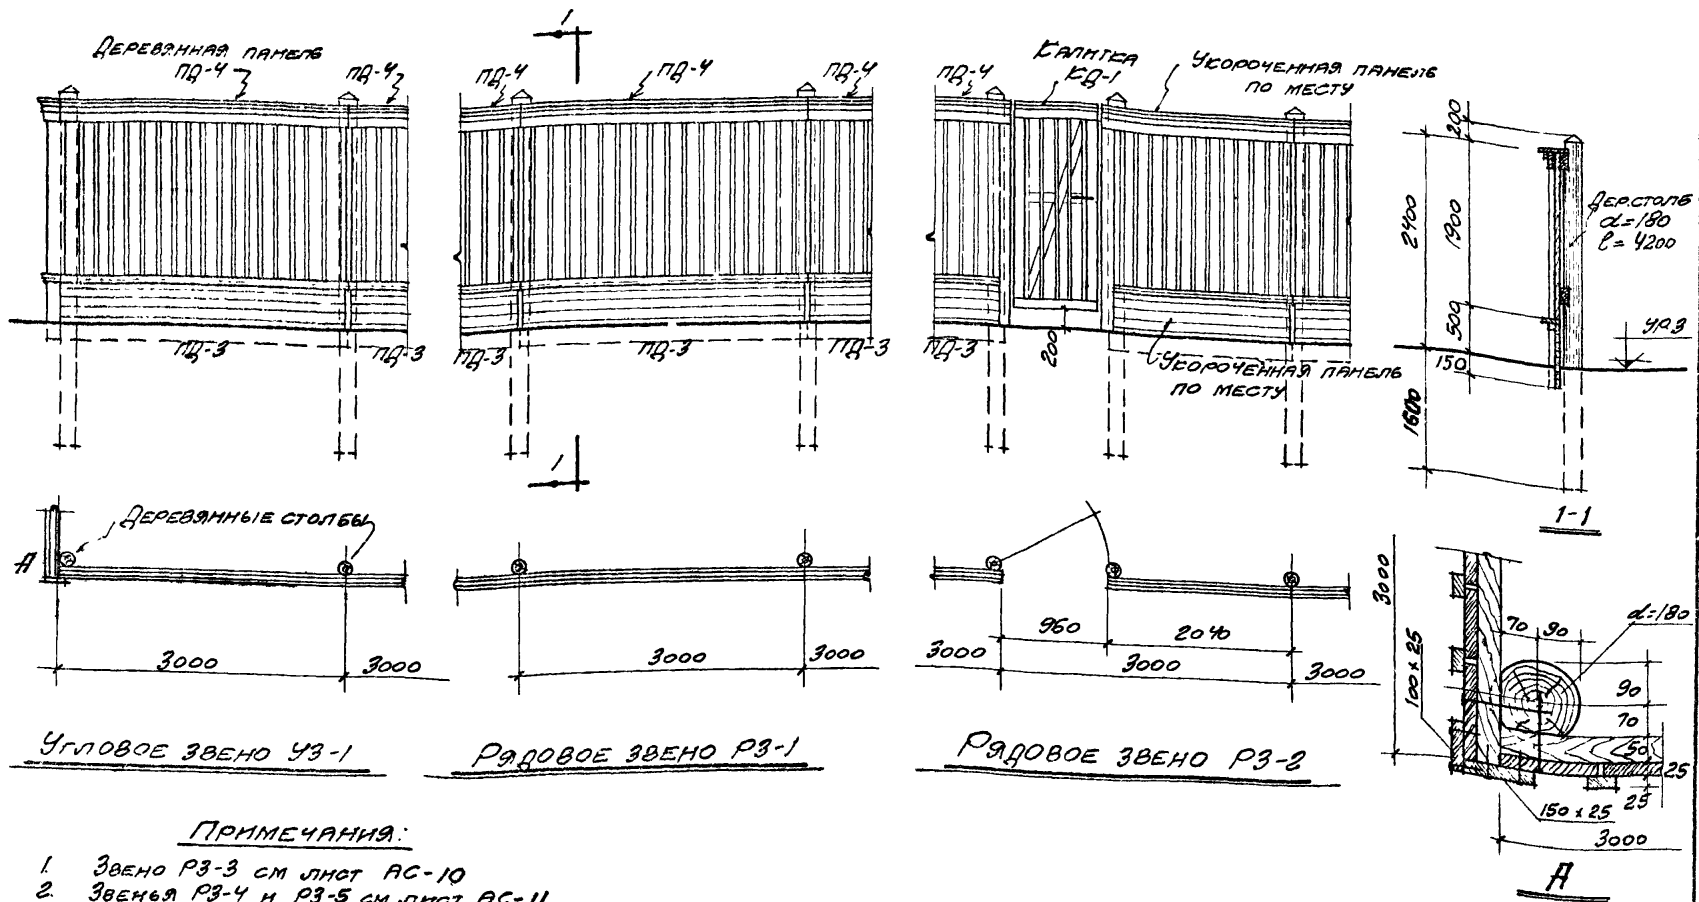 1
Деревянная панель
ПД-4
ПД-4
ПД-4
ПД-4
ПД-4
ПД-4
Калитка
КД-1
Укороченная панель
по месту
200
2400
1900
Дер.столб
d=180
ℓ=4200
500
150
1600
ур.з
ПД-3
ПД-3
ПД-3
ПД-3
ПД-3
ПД-3
200
Укороченная панель
по месту
1
1-1
А
Деревянные столбы
3000
3000
3000
3000
3000
960
2040
3000
3000
Угловое звено УЗ-1
Рядовое звено РЗ-1
Рядовое звено РЗ-2
3000
100 x 25
70
90
d=180
90
70
50
25
25
150 x 25
3000
А
Примечания:
1. Звено РЗ-3 см лист АС-10
2. Звенья РЗ-4 и РЗ-5 см лист АС-11